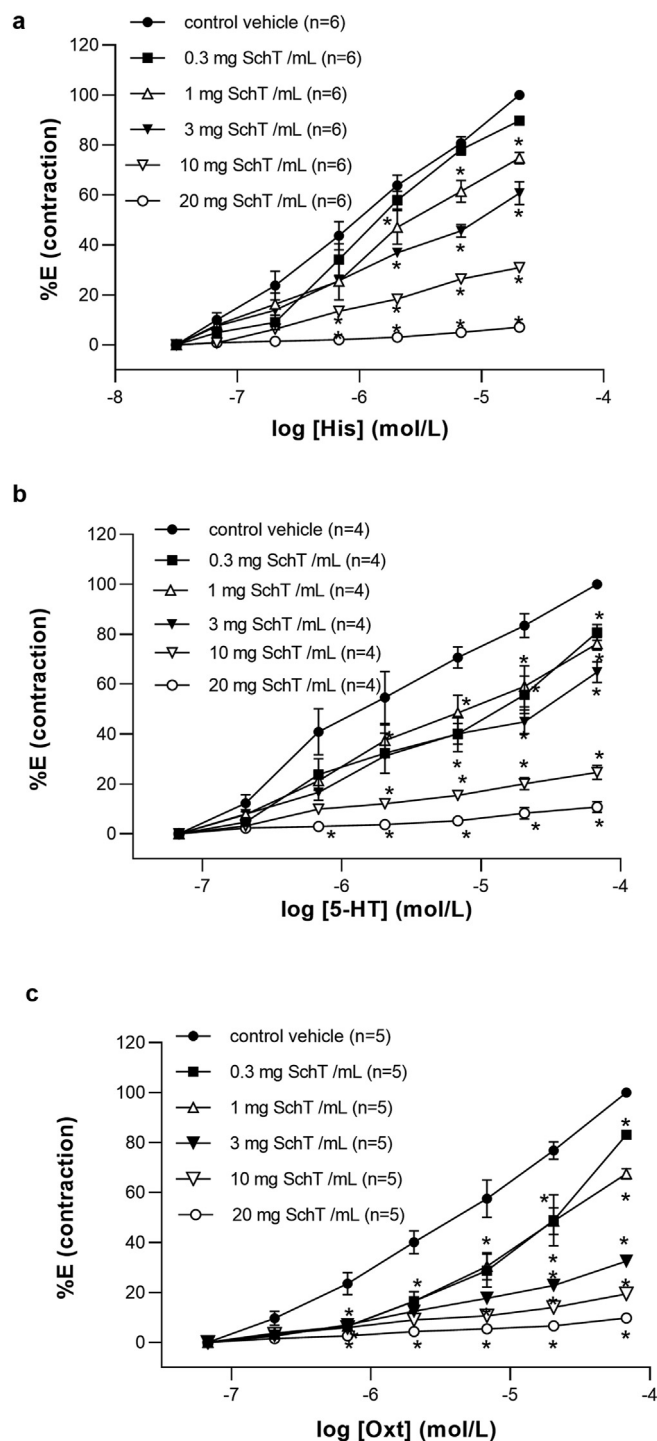 a
control vehicle (n=6)
0.3 mg SchT /mL (n=6)
1 mg SchT /mL (n=6)
3 mg SchT /mL (n=6)
10 mg SchT /mL (n=6)
20 mg SchT /mL (n=6)
120
100
80
60
40
20
0
%E (contraction)
* * * * * * * * * * * * * * *
-8 -7 -6 -5 -4
log [His] (mol/L)
b
control vehicle (n=4)
0.3 mg SchT /mL (n=4)
1 mg SchT /mL (n=4)
3 mg SchT /mL (n=4)
10 mg SchT /mL (n=4)
20 mg SchT /mL (n=4)
120
100
80
60
40
20
0
%E (contraction)
* * * * * * * * * * * * * * * * * *
-7 -6 -5 -4
log [5-HT] (mol/L)
c
control vehicle (n=5)
0.3 mg SchT /mL (n=5)
1 mg SchT /mL (n=5)
3 mg SchT /mL (n=5)
10 mg SchT /mL (n=5)
20 mg SchT /mL (n=5)
120
100
80
60
40
20
0
%E (contraction)
* * * * * * * * * * * * * * * * * *
-7 -6 -5 -4
log [Oxt] (mol/L)